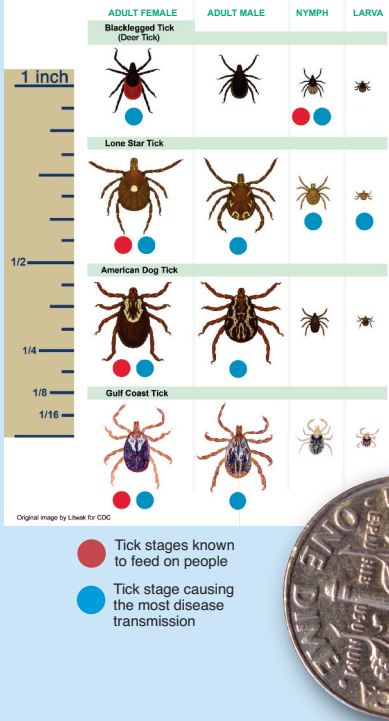 ADULT FEMALE ADULT MALE NYMPH LARVA
Blacklegged Tick
(Deer Tick)
1 inch
Lone Star Tick
1/2
American Dog Tick
1/4
1/8
Gulf Coast Tick
1/16
Original image by Litwak for CDC
Tick stages known
to feed on people
Tick stage causing
the most disease
transmission
ONE DIME